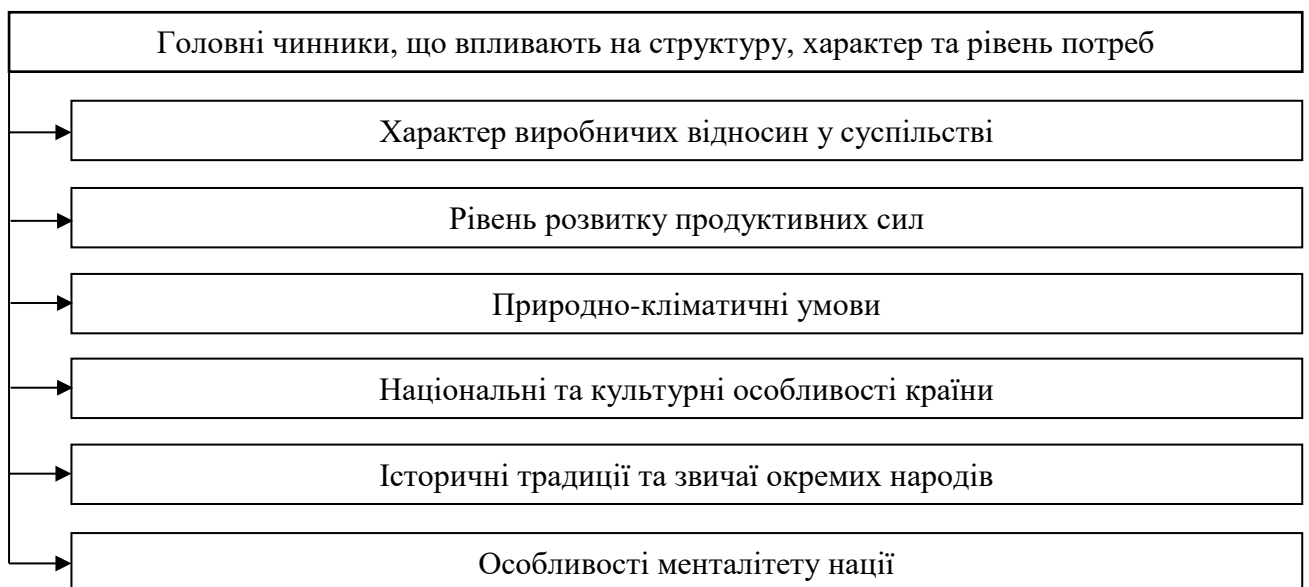 Головні чинники, що впливають на структуру, характер та рівень потреб
Характер виробничих відносин у суспільстві
Рівень розвитку продуктивних сил
Природно-кліматичні умови
Національні та культурні особливості країни
Історичні традиції та звичаї окремих народів
Особливості менталітету нації